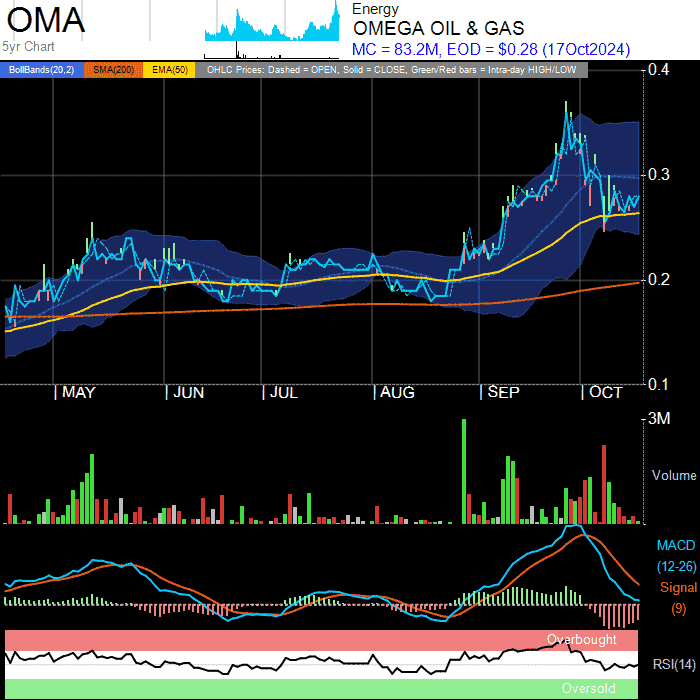 OMA
5yr Chart
Energy
OMEGA OIL & GAS
MC = 83.2M, EOD = $0.28 (17Oct2024)
BollBands(20,2) SMA(200) EMA(50) OHLC Prices: Dashed = OPEN, Solid = CLOSE, Green/Red bars = Intra-day HIGH/LOW
0.4
0.3
0.2
0.1
MAY JUN JUL AUG SEP OCT
3M
Volume
MACD
(12-26)
Signal
(9)
Overbought
RSI(14)
Oversold